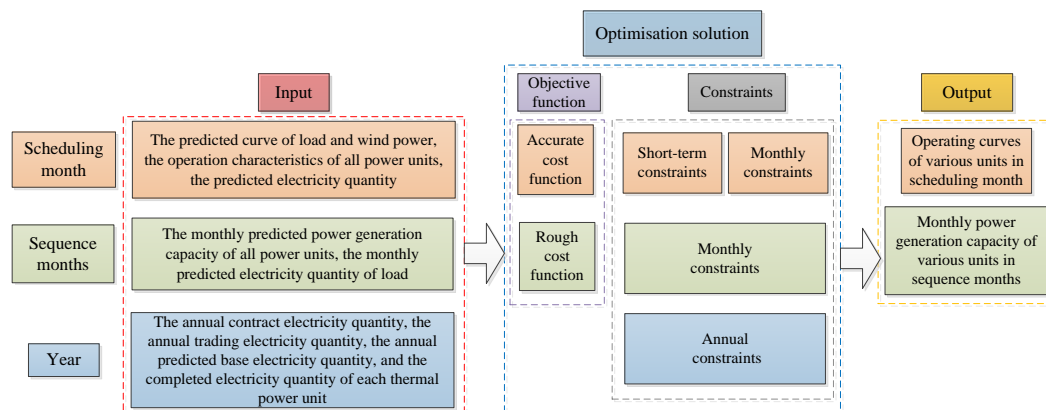 Optimisation solution
Input
Objective
function
Constraints
Output
Scheduling
month
The predicted curve of load and wind power,
the operation characteristics of all power units,
the predicted electricity quantity
Accurate
cost
function
Short-term
constraints
Monthly
constraints
Operating curves
of various units in
scheduling month
Sequence
months
The monthly predicted power generation
capacity of all power units, the monthly
predicted electricity quantity of load
Rough
cost
function
Monthly
constraints
Monthly power
generation capacity of
various units in
sequence months
Year
The annual contract electricity quantity, the
annual trading electricity quantity, the annual
predicted base electricity quantity, and the
completed electricity quantity of each thermal
power unit
Annual
constraints